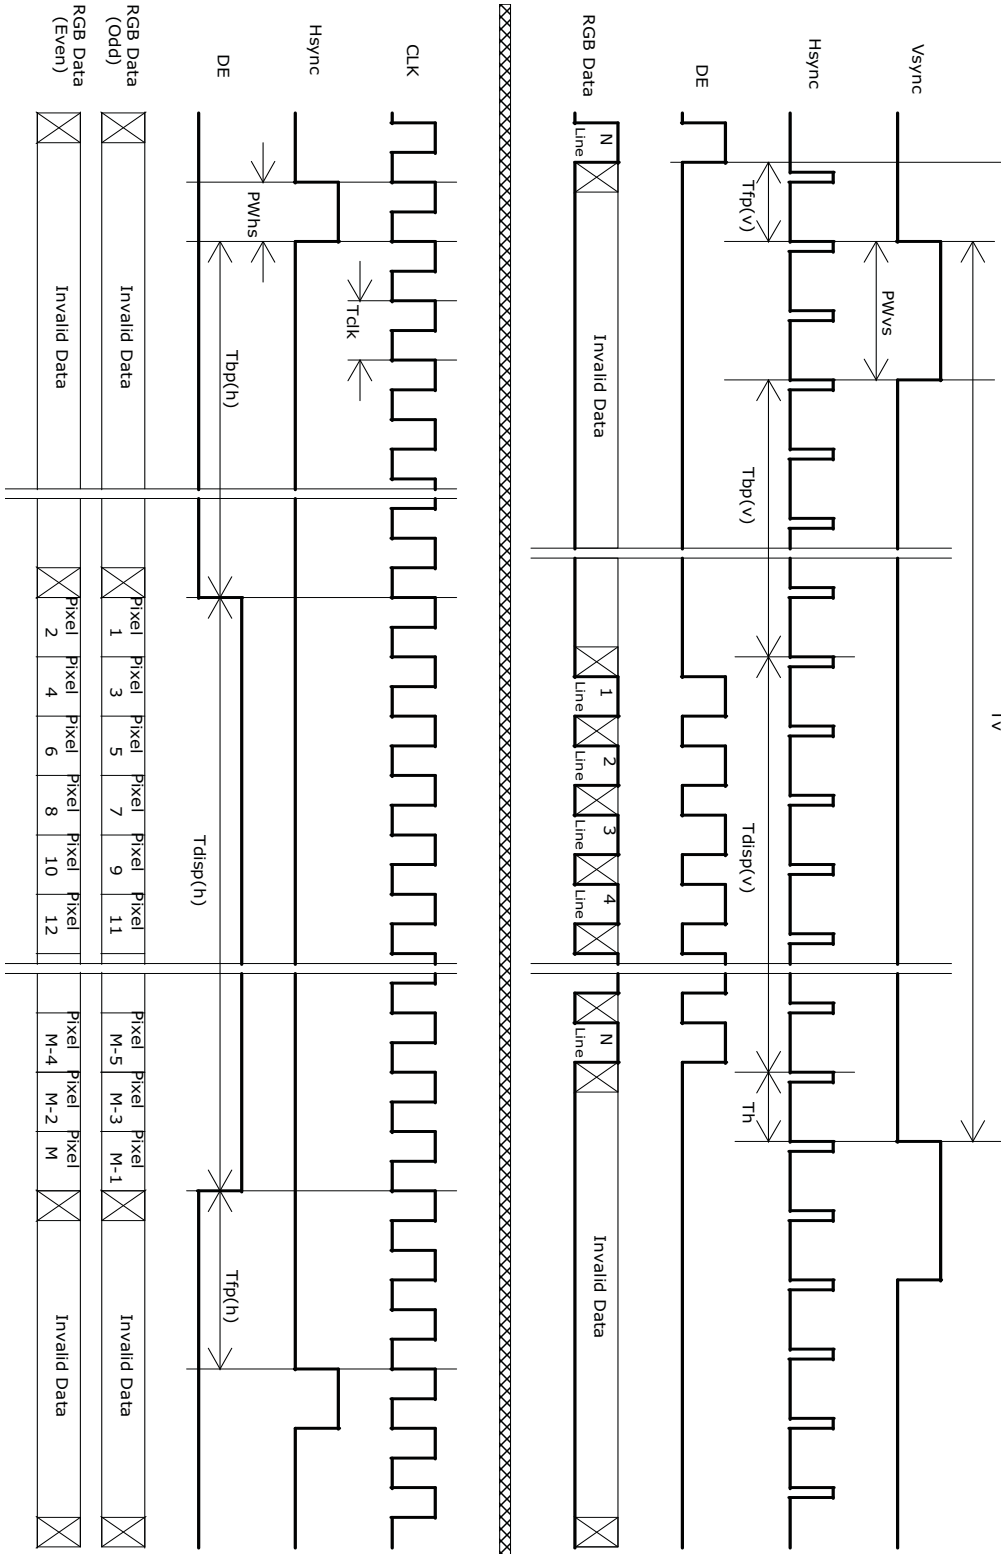 Tv
Vsync
PWvs
Hsync
Tfp(v)
Tbp(v)
Tdisp(v)
Th
DE
RGB Data
Line N
Invalid Data
Line 1
Line 2
Line 3
Line 4
Line N
Invalid Data
CLK
Tclk
Hsync
PWhs
DE
Tbp(h)
Tdisp(h)
Tfp(h)
RGB Data
(Odd)
Invalid Data
Pixel 1
Pixel 3
Pixel 5
Pixel 7
Pixel 9
Pixel 11
Pixel M-5
Pixel M-3
Pixel M-1
Invalid Data
RGB Data
(Even)
Invalid Data
Pixel 2
Pixel 4
Pixel 6
Pixel 8
Pixel 10
Pixel 12
Pixel M-4
Pixel M-2
Pixel M
Invalid Data